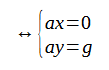 ↔ { ax = 0
ay = g